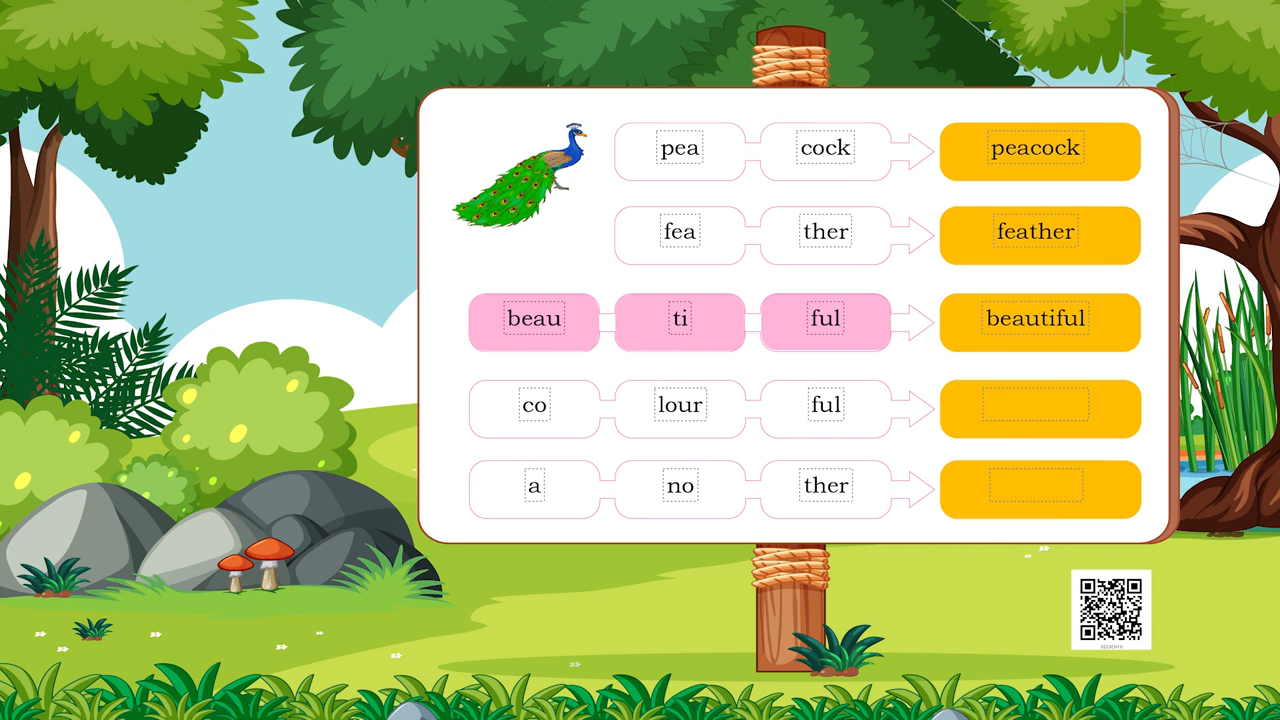 pea cock peacock
fea ther feather
beau ti ful beautiful
co lour ful
a no ther